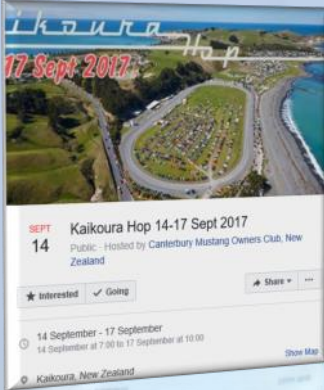 ikoura
Hop
17 Sept 2017
SEPT
14
Kaikoura Hop 14-17 Sept 2017
Public · Hosted by Canterbury Mustang Owners Club, New
Zealand
★ Interested
✓ Going
Share ▾
···
14 September - 17 September
14 September at 7:00 to 17 September at 10:00
Kaikoura, New Zealand
Show Map